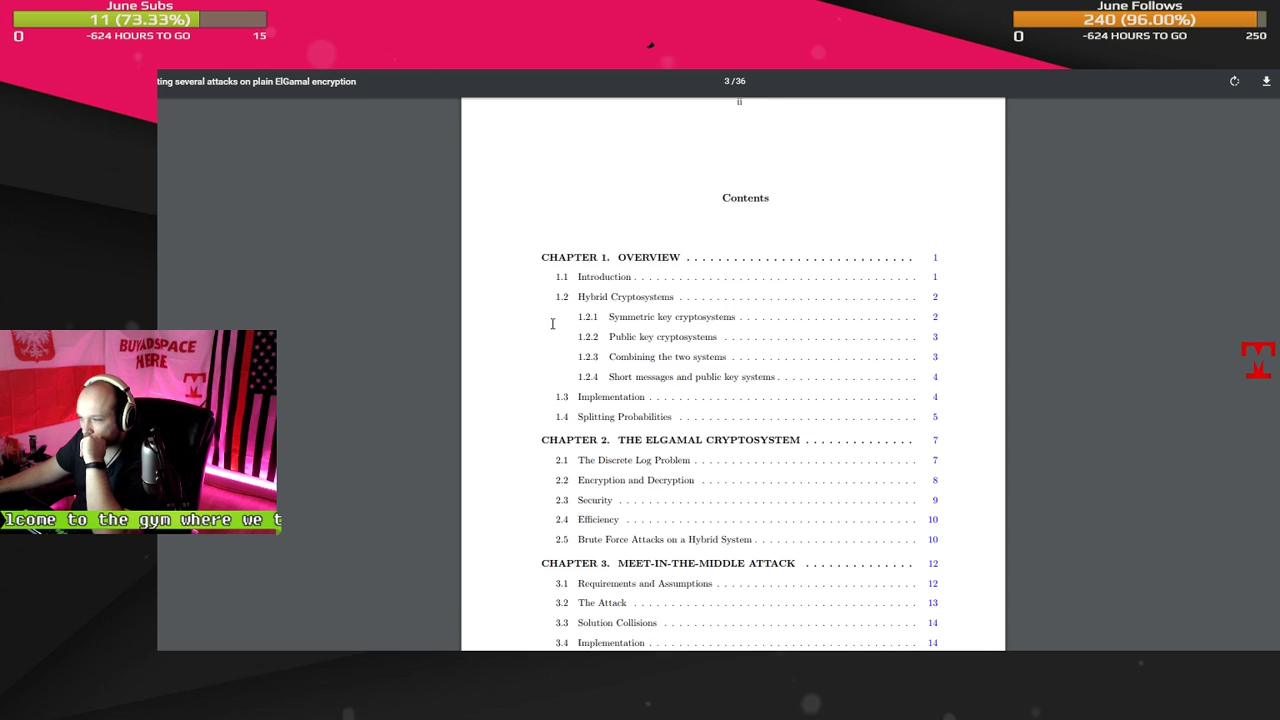 June Subs
11 (73.33%)
0
-624 HOURS TO GO
15
June Follows
240 (96.00%)
0
-624 HOURS TO GO
250
ting several attacks on plain ElGamal encryption
3 / 36
ii
Contents
CHAPTER 1. OVERVIEW . . . . . . . . . . . . . . . . . . . . . . . . . . . . 1
1.1 Introduction . . . . . . . . . . . . . . . . . . . . . . . . . . . . . . . . . . 1
1.2 Hybrid Cryptosystems . . . . . . . . . . . . . . . . . . . . . . . . . . . . . 2
1.2.1 Symmetric key cryptosystems . . . . . . . . . . . . . . . . . . . . . 2
1.2.2 Public key cryptosystems . . . . . . . . . . . . . . . . . . . . . . . 3
1.2.3 Combining the two systems . . . . . . . . . . . . . . . . . . . . . . 3
1.2.4 Short messages and public key systems . . . . . . . . . . . . . . . . . 4
1.3 Implementation . . . . . . . . . . . . . . . . . . . . . . . . . . . . . . . . 4
1.4 Splitting Probabilities . . . . . . . . . . . . . . . . . . . . . . . . . . . . . 5
CHAPTER 2. THE ELGAMAL CRYPTOSYSTEM . . . . . . . . . . . . . 7
2.1 The Discrete Log Problem . . . . . . . . . . . . . . . . . . . . . . . . . . . 7
2.2 Encryption and Decryption . . . . . . . . . . . . . . . . . . . . . . . . . . 8
2.3 Security . . . . . . . . . . . . . . . . . . . . . . . . . . . . . . . . . . . . 9
2.4 Efficiency . . . . . . . . . . . . . . . . . . . . . . . . . . . . . . . . . . . 10
2.5 Brute Force Attacks on a Hybrid System . . . . . . . . . . . . . . . . . . . . 10
CHAPTER 3. MEET-IN-THE-MIDDLE ATTACK . . . . . . . . . . . . . 12
3.1 Requirements and Assumptions . . . . . . . . . . . . . . . . . . . . . . . . 12
3.2 The Attack . . . . . . . . . . . . . . . . . . . . . . . . . . . . . . . . . . 13
3.3 Solution Collisions . . . . . . . . . . . . . . . . . . . . . . . . . . . . . . 14
3.4 Implementation . . . . . . . . . . . . . . . . . . . . . . . . . . . . . . . . 14
BUY ADSPACE
HERE
lcome to the gym where we t